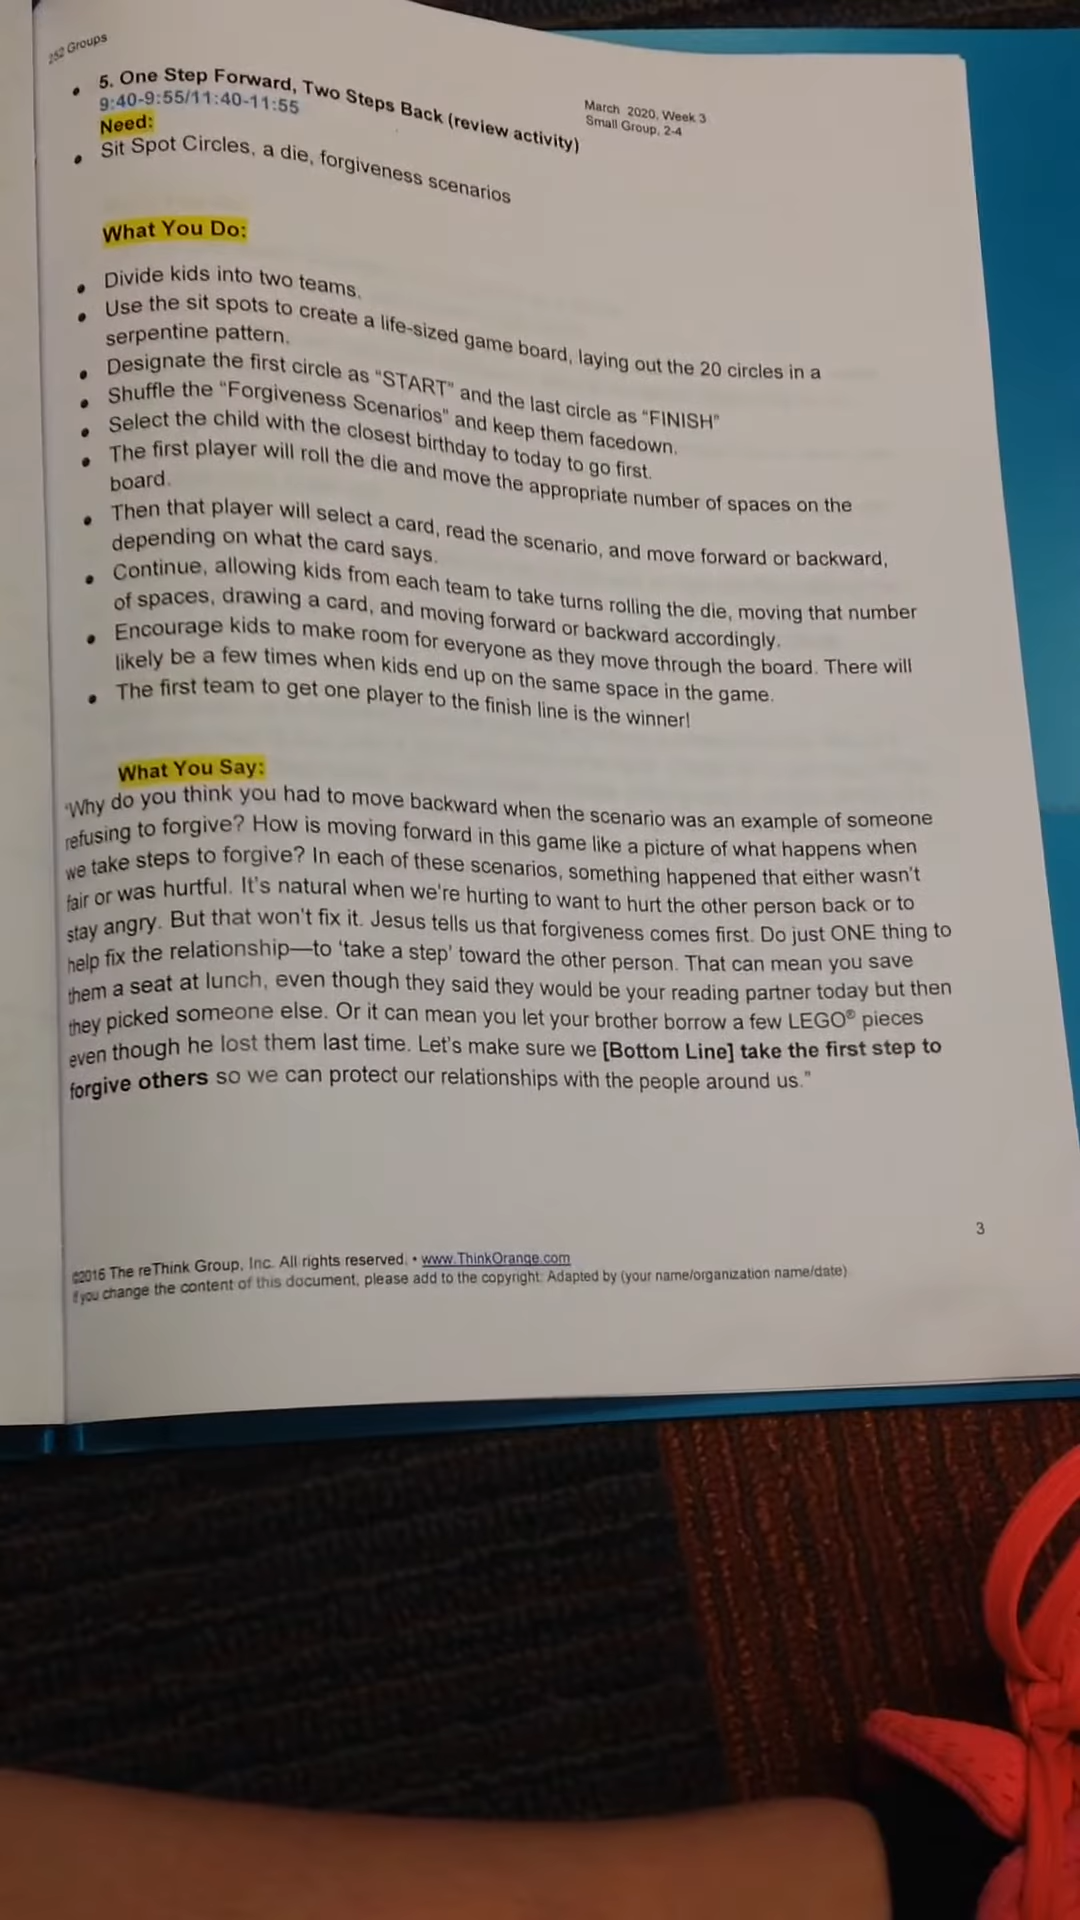 252 Groups
March 2020, Week 3
Small Group, 2-4
5. One Step Forward, Two Steps Back (review activity)
9:40-9:55/11:40-11:55
Need:
Sit Spot Circles, a die, forgiveness scenarios
What You Do:
Divide kids into two teams.
Use the sit spots to create a life-sized game board, laying out the 20 circles in a
serpentine pattern.
Designate the first circle as “START” and the last circle as “FINISH”
Shuffle the “Forgiveness Scenarios” and keep them facedown.
Select the child with the closest birthday to today to go first.
The first player will roll the die and move the appropriate number of spaces on the
board.
Then that player will select a card, read the scenario, and move forward or backward,
depending on what the card says.
Continue, allowing kids from each team to take turns rolling the die, moving that number
of spaces, drawing a card, and moving forward or backward accordingly.
Encourage kids to make room for everyone as they move through the board. There will
likely be a few times when kids end up on the same space in the game.
The first team to get one player to the finish line is the winner!
What You Say:
“Why do you think you had to move backward when the scenario was an example of someone
refusing to forgive? How is moving forward in this game like a picture of what happens when
we take steps to forgive? In each of these scenarios, something happened that either wasn't
fair or was hurtful. It's natural when we're hurting to want to hurt the other person back or to
stay angry. But that won't fix it. Jesus tells us that forgiveness comes first. Do just ONE thing to
help fix the relationship—to ‘take a step’ toward the other person. That can mean you save
them a seat at lunch, even though they said they would be your reading partner today but then
they picked someone else. Or it can mean you let your brother borrow a few LEGO® pieces
even though he lost them last time. Let's make sure we [Bottom Line] take the first step to
forgive others so we can protect our relationships with the people around us.”
3
©2016 The reThink Group, Inc. All rights reserved. • www.ThinkOrange.com
If you change the content of this document, please add to the copyright: Adapted by (your name/organization name/date)